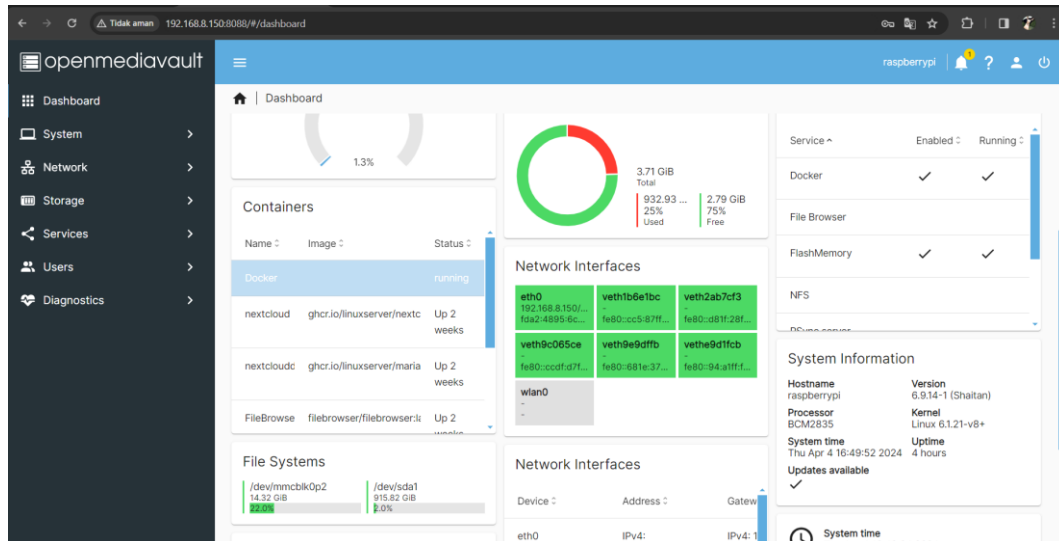 Tidak aman
192.168.8.150:8088/#/dashboard
openmediavault
raspberrypi
1
?
Dashboard
System
Network
Storage
Services
Users
Diagnostics
Dashboard
1.3%
Containers
Name Image Status
Docker running
nextcloud ghcr.io/linuxserver/nextc Up 2
weeks
nextcloudc ghcr.io/linuxserver/maria Up 2
weeks
FileBrowse filebrowser/filebrowser:la Up 2
File Systems
/dev/mmcblk0p2
14.32 GiB
22.0%
/dev/sda1
915.82 GiB
2.0%
3.71 GiB
Total
932.93 ...
25%
Used
2.79 GiB
75%
Free
Network Interfaces
eth0
192.168.8.150/...
fda2:4895:6c...
veth1b6e1bc
-
fe80::cc5:87ff...
veth2ab7cf3
-
fe80::d81f:28f...
veth9c065ce
-
fe80::ccdf:d7f...
veth9e9dffb
-
fe80::681e:37...
vethe9d1fcb
-
fe80::94:a1ff:f...
wlan0
-
-
Network Interfaces
Device Address Gatew
eth0 IPv4: IPv4: 1
Service Enabled Running
Docker
File Browser
FlashMemory
NFS
System Information
Hostname
raspberrypi
Version
6.9.14-1 (Shaitan)
Processor
BCM2835
Kernel
Linux 6.1.21-v8+
System time
Thu Apr 4 16:49:52 2024
Uptime
4 hours
Updates available
System time